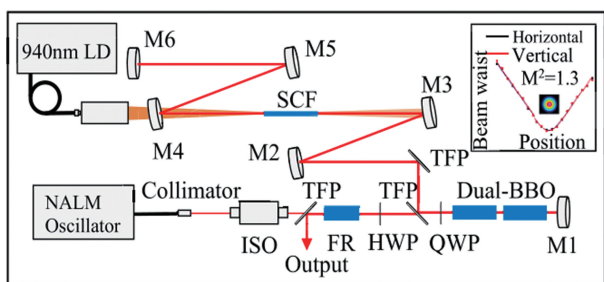 940nm LD
M6
M5
M4
SCF
M3
M2
TFP
NALM
Oscillator
Collimator
ISO
TFP
Output
FR
HWP
TFP
QWP
Dual-BBO
M1
Horizontal
Vertical
M²=1.3
Beam waist
Position